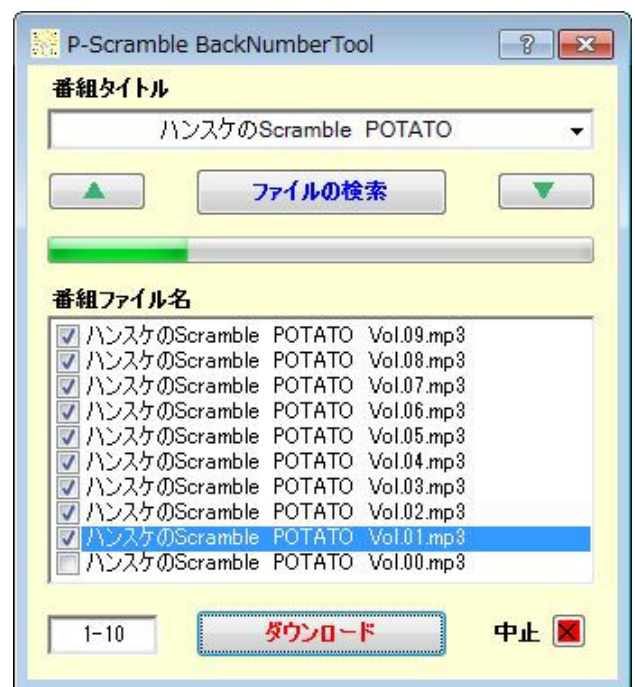 P-Scramble BackNumberTool
番組タイトル
ハンスケのScramble POTATO
ファイルの検索
番組ファイル名
ハンスケのScramble POTATO Vol.09.mp3
ハンスケのScramble POTATO Vol.08.mp3
ハンスケのScramble POTATO Vol.07.mp3
ハンスケのScramble POTATO Vol.06.mp3
ハンスケのScramble POTATO Vol.05.mp3
ハンスケのScramble POTATO Vol.04.mp3
ハンスケのScramble POTATO Vol.03.mp3
ハンスケのScramble POTATO Vol.02.mp3
ハンスケのScramble POTATO Vol.01.mp3
ハンスケのScramble POTATO Vol.00.mp3
1-10 ダウンロード 中止